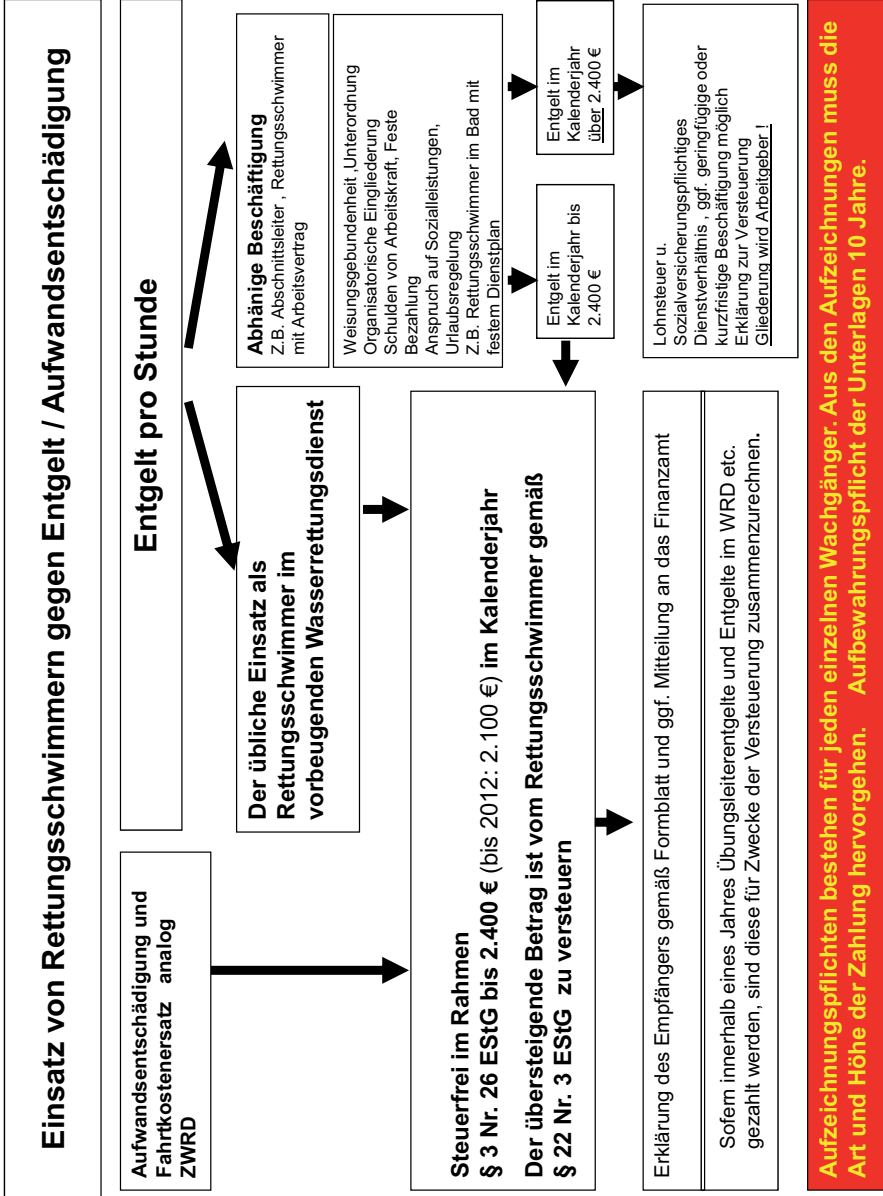 Einsatz von Rettungsschwimmern gegen Entgelt / Aufwandsentschädigung
Aufwandsentschädigung und
Fahrtkostenersatz analog
ZWRD
Entgelt pro Stunde
Der übliche Einsatz als
Rettungsschwimmer im
vorbeugenden Wasserrettungsdienst
Abhänige Beschäftigung
Z.B. Abschnittsleiter , Rettungsschwimmer
mit Arbeitsvertrag
Weisungsgebundenheit ,Unterordnung
Organisatorische Eingliederung
Schulden von Arbeitskraft, Feste
Bezahlung
Anspruch auf Sozialleistungen,
Urlaubsregelung
Z.B. Rettungsschwimmer im Bad mit
festem Dienstplan
Steuerfrei im Rahmen
§ 3 Nr. 26 EStG bis 2.400 € (bis 2012: 2.100 €) im Kalenderjahr
Der übersteigende Betrag ist vom Rettungsschwimmer gemäß
§ 22 Nr. 3 EStG zu versteuern
Entgelt im
Kalenderjahr bis
2.400 €
Entgelt im
Kalenderjahr
über 2.400 €
Erklärung des Empfängers gemäß Formblatt und ggf. Mitteilung an das Finanzamt
Sofern innerhalb eines Jahres Übungsleiterentgelte und Entgelte im WRD etc.
gezahlt werden, sind diese für Zwecke der Versteuerung zusammenzurechnen.
Lohnsteuer u.
Sozialversicherungspflichtiges
Dienstverhältnis , ggf. geringfügige oder
kurzfristige Beschäftigung möglich
Erklärung zur Versteuerung
Gliederung wird Arbeitgeber !
Aufzeichnungspflichten bestehen für jeden einzelnen Wachgänger. Aus den Aufzeichnungen muss die
Art und Höhe der Zahlung hervorgehen. Aufbewahrungspflicht der Unterlagen 10 Jahre.